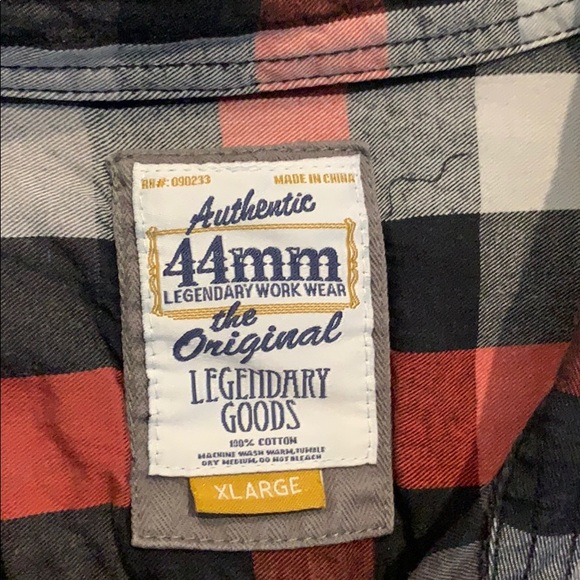 RN#: 090233 MADE IN CHINA
Authentic
44mm
LEGENDARY WORK WEAR
the
Original
LEGENDARY
GOODS
100% COTTON
MACHINE WASH WARM,TUMBLE
DRY MEDIUM, DO NOT BLEACH
XLARGE